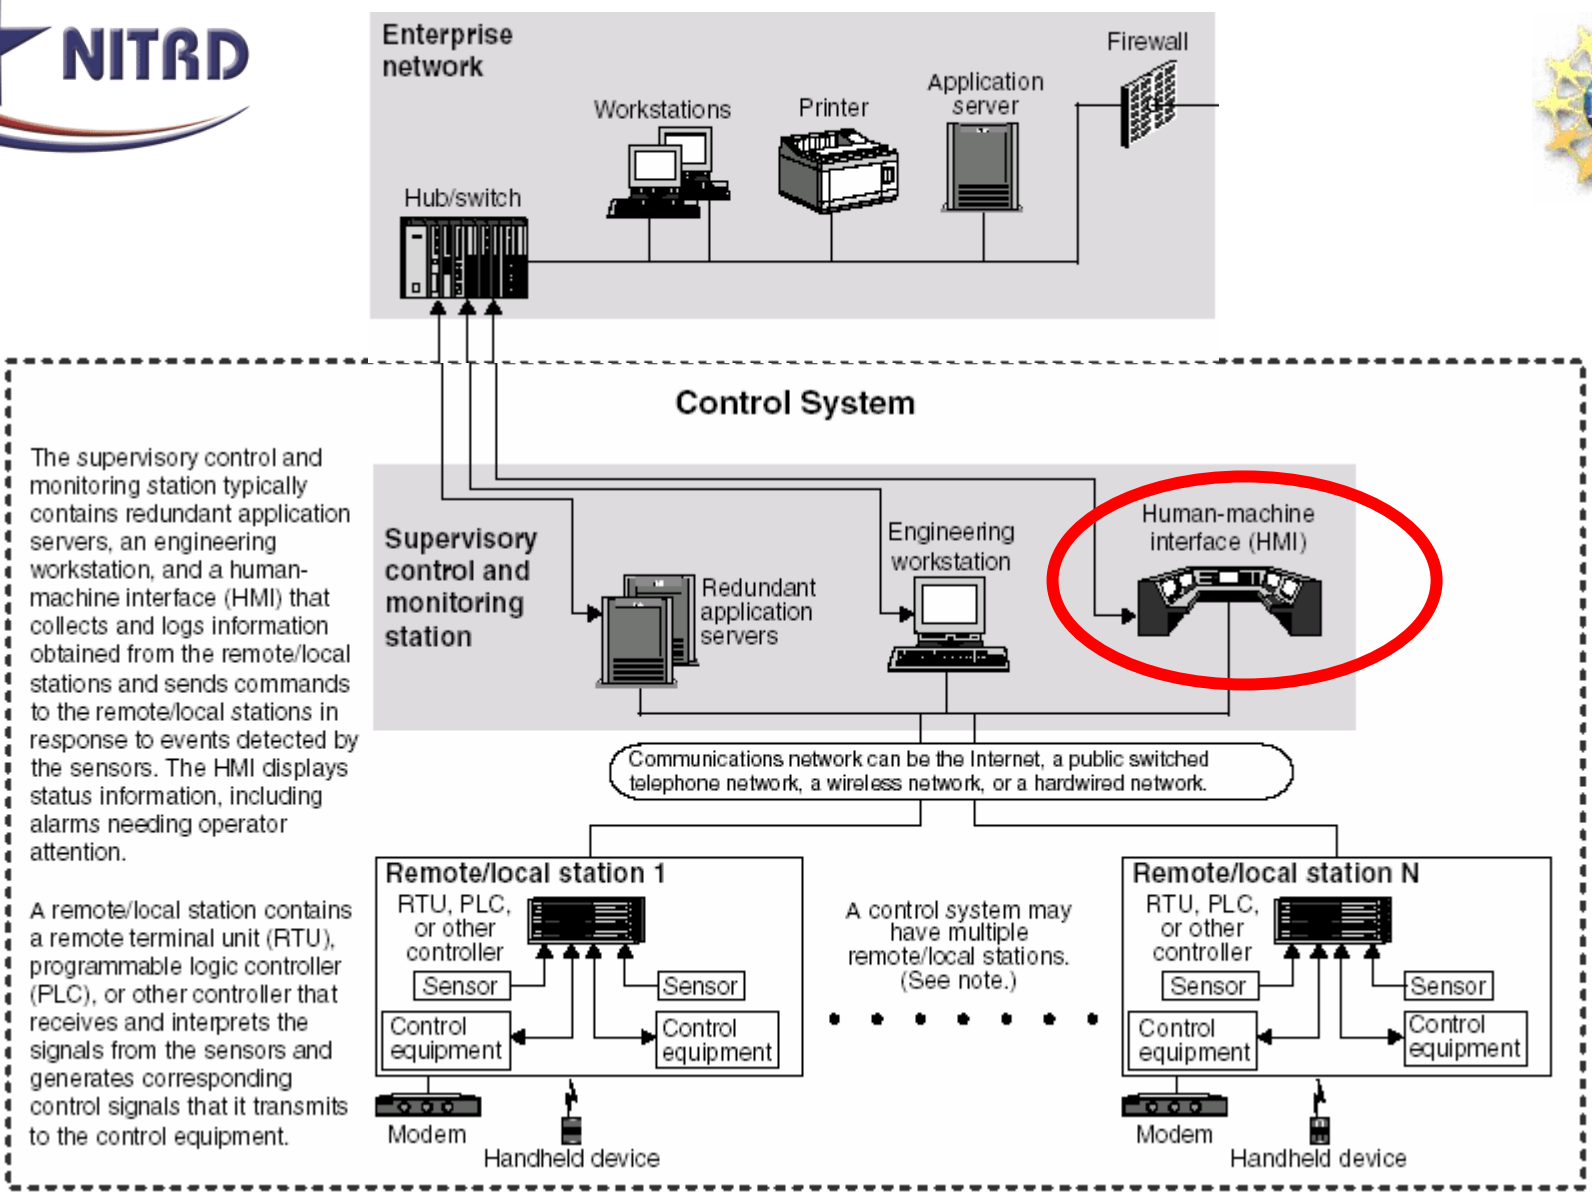 NITRD
Enterprise
network
Firewall
Application
server
Workstations
Printer
Hub/switch
Control System
The supervisory control and
monitoring station typically
contains redundant application
servers, an engineering
workstation, and a human-
machine interface (HMI) that
collects and logs information
obtained from the remote/local
stations and sends commands
to the remote/local stations in
response to events detected by
the sensors. The HMI displays
status information, including
alarms needing operator
attention.
A remote/local station contains
a remote terminal unit (RTU),
programmable logic controller
(PLC), or other controller that
receives and interprets the
signals from the sensors and
generates corresponding
control signals that it transmits
to the control equipment.
Supervisory
control and
monitoring
station
Redundant
application
servers
Engineering
workstation
Human-machine
interface (HMI)
Communications network can be the Internet, a public switched
telephone network, a wireless network, or a hardwired network.
Remote/local station 1
RTU, PLC,
or other
controller
Sensor
Sensor
Control
equipment
Control
equipment
Modem
Handheld device
A control system may
have multiple
remote/local stations.
(See note.)
Remote/local station N
RTU, PLC,
or other
controller
Sensor
Sensor
Control
equipment
Control
equipment
Modem
Handheld device